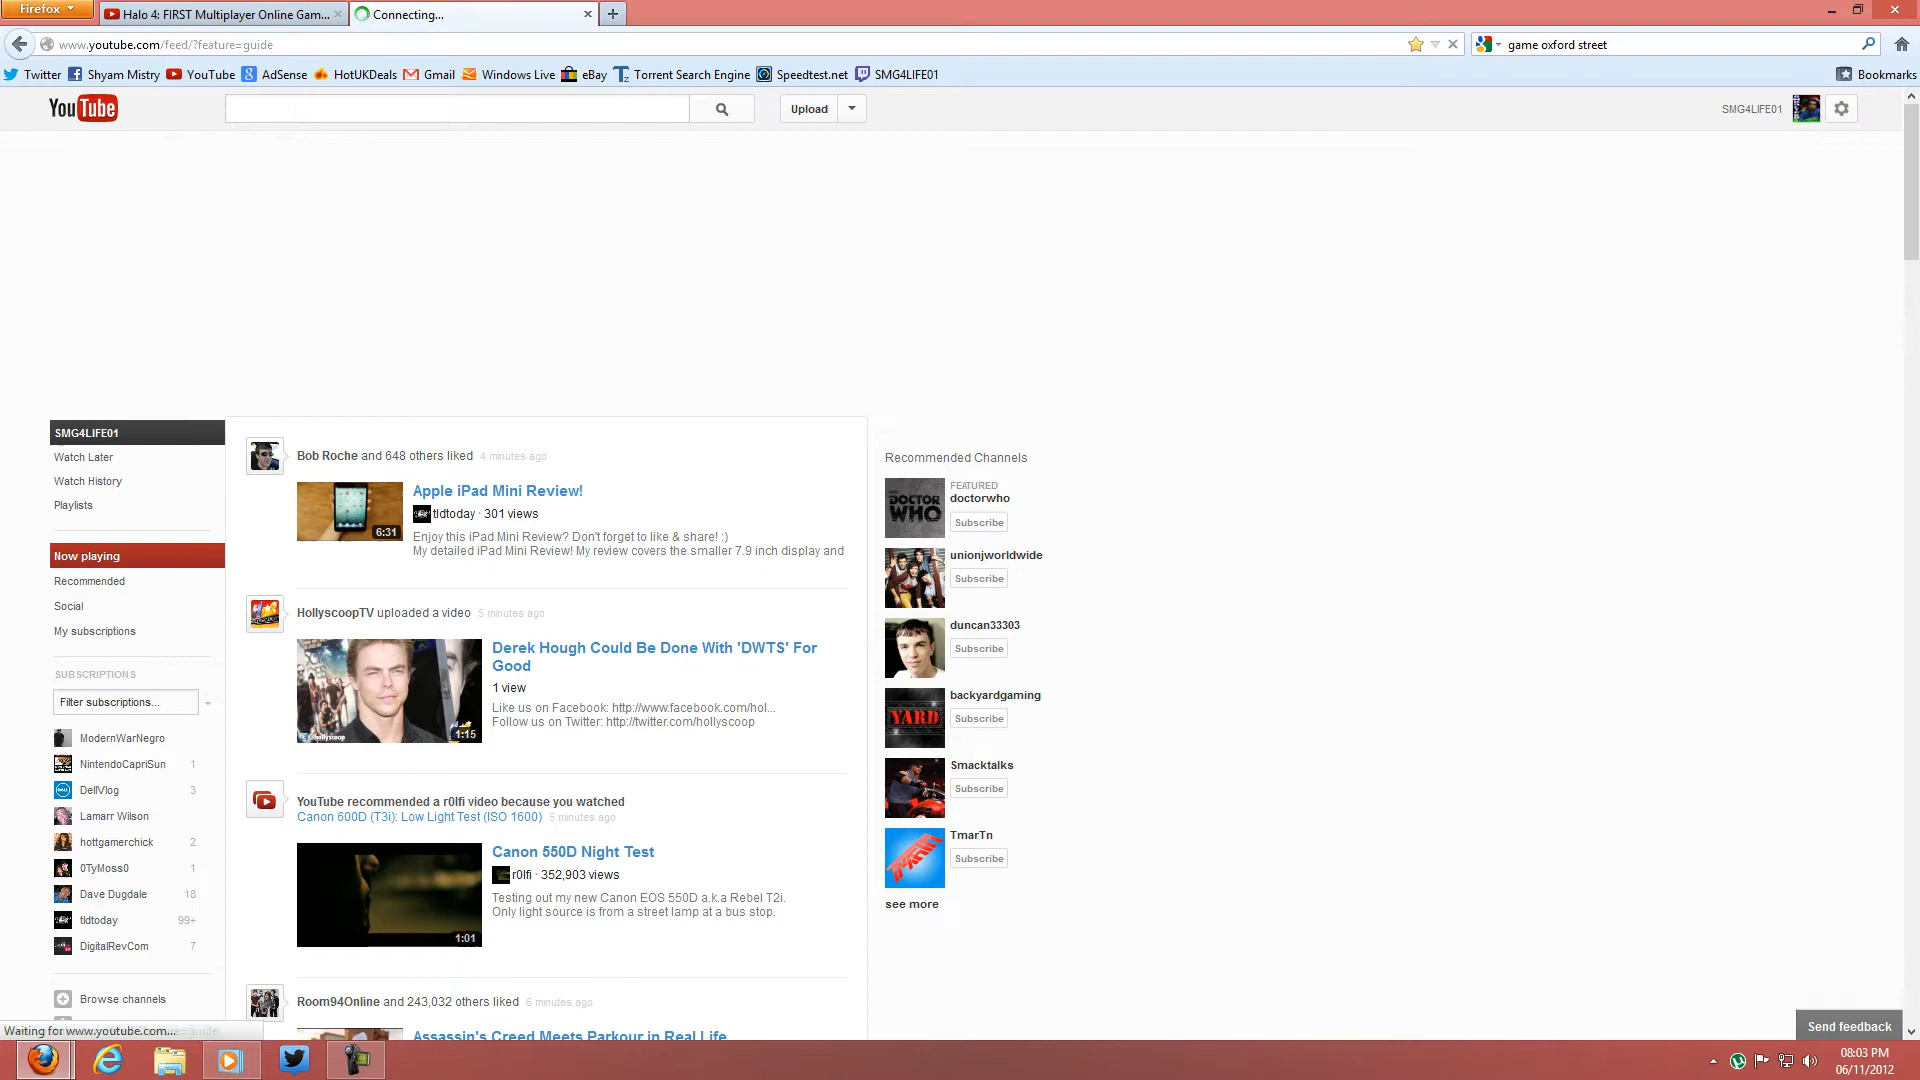 Firefox
Halo 4: FIRST Multiplayer Online Gam...
Connecting...
www.youtube.com/feed/?feature=guide
game oxford street
Twitter
Shyam Mistry
YouTube
AdSense
HotUKDeals
Gmail
Windows Live
eBay
Torrent Search Engine
Speedtest.net
SMG4LIFE01
Bookmarks
YouTube
Upload
SMG4LIFE01
SMG4LIFE01
Watch Later
Watch History
Playlists
Now playing
Recommended
Social
My subscriptions
SUBSCRIPTIONS
Filter subscriptions...
ModernWarNegro
NintendoCapriSun 1
DellVlog 3
Lamarr Wilson
hottgamerchick 2
0TyMoss0 1
Dave Dugdale 18
tldtoday 99+
DigitalRevCom 7
Browse channels
Bob Roche and 648 others liked 4 minutes ago
6:31
Apple iPad Mini Review!
tldtoday · 301 views
Enjoy this iPad Mini Review? Don't forget to like & share! :)
My detailed iPad Mini Review! My review covers the smaller 7.9 inch display and
HollyscoopTV uploaded a video 5 minutes ago
@hollyscoop
1:15
Derek Hough Could Be Done With 'DWTS' For
Good
1 view
Like us on Facebook: http://www.facebook.com/hol...
Follow us on Twitter: http://twitter.com/hollyscoop
YouTube recommended a r0lfi video because you watched
Canon 600D (T3i): Low Light Test (ISO 1600) 5 minutes ago
1:01
Canon 550D Night Test
r0lfi · 352,903 views
Testing out my new Canon EOS 550D a.k.a Rebel T2i.
Only light source is from a street lamp at a bus stop.
Room94Online and 243,032 others liked 6 minutes ago
Assassin's Creed Meets Parkour in Real Life
Recommended Channels
DOCTOR
WHO
FEATURED
doctorwho
Subscribe
unionjworldwide
Subscribe
duncan33303
Subscribe
YARD
backyardgaming
Subscribe
Smacktalks
Subscribe
TMARTN
TmarTn
Subscribe
see more
Send feedback
Waiting for www.youtube.com...
08:03 PM
06/11/2012